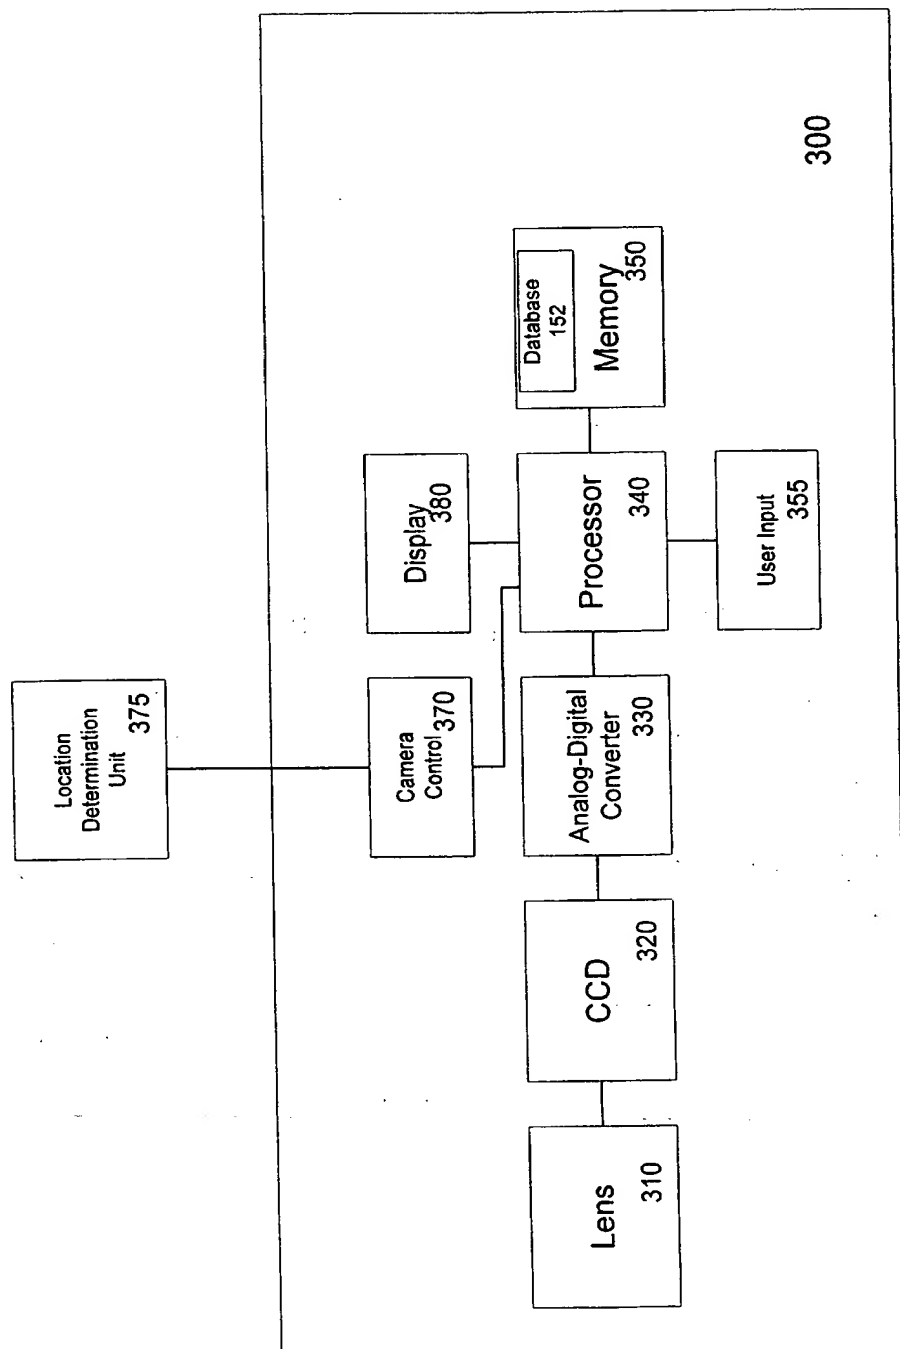 Location
Determination
Unit
375
Camera
Control
370
Display
380
Lens
310
CCD
320
Analog-Digital
Converter
330
Processor
340
Database
152
Memory
350
User Input
355
300